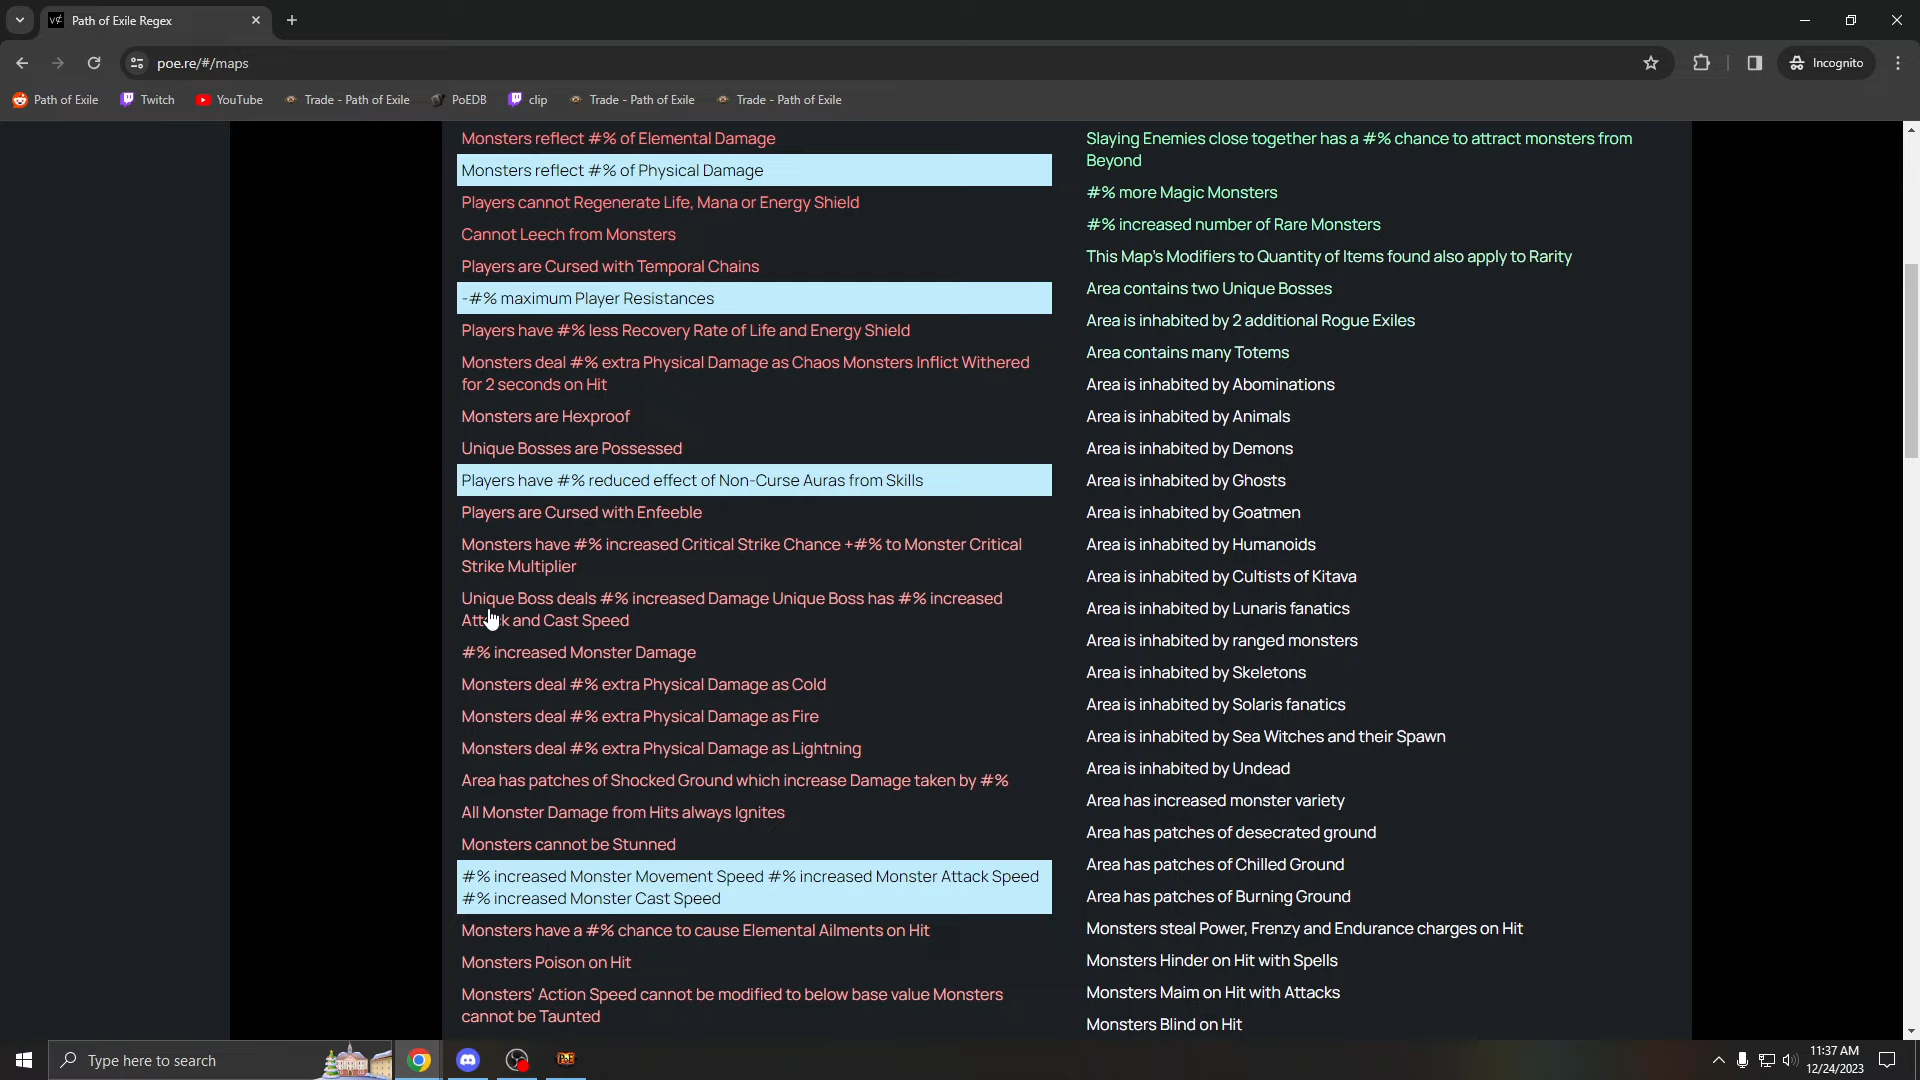 Path of Exile Regex
poe.re/#/maps
Incognito
Path of Exile
Twitch
YouTube
Trade - Path of Exile
PoEDB
clip
Trade - Path of Exile
Trade - Path of Exile
Monsters reflect #% of Elemental Damage
Monsters reflect #% of Physical Damage
Players cannot Regenerate Life, Mana or Energy Shield
Cannot Leech from Monsters
Players are Cursed with Temporal Chains
-#% maximum Player Resistances
Players have #% less Recovery Rate of Life and Energy Shield
Monsters deal #% extra Physical Damage as Chaos Monsters Inflict Withered
for 2 seconds on Hit
Monsters are Hexproof
Unique Bosses are Possessed
Players have #% reduced effect of Non-Curse Auras from Skills
Players are Cursed with Enfeeble
Monsters have #% increased Critical Strike Chance +#% to Monster Critical
Strike Multiplier
Unique Boss deals #% increased Damage Unique Boss has #% increased
Attack and Cast Speed
#% increased Monster Damage
Monsters deal #% extra Physical Damage as Cold
Monsters deal #% extra Physical Damage as Fire
Monsters deal #% extra Physical Damage as Lightning
Area has patches of Shocked Ground which increase Damage taken by #%
All Monster Damage from Hits always Ignites
Monsters cannot be Stunned
#% increased Monster Movement Speed #% increased Monster Attack Speed
#% increased Monster Cast Speed
Monsters have a #% chance to cause Elemental Ailments on Hit
Monsters Poison on Hit
Monsters' Action Speed cannot be modified to below base value Monsters
cannot be Taunted
Slaying Enemies close together has a #% chance to attract monsters from
Beyond
#% more Magic Monsters
#% increased number of Rare Monsters
This Map's Modifiers to Quantity of Items found also apply to Rarity
Area contains two Unique Bosses
Area is inhabited by 2 additional Rogue Exiles
Area contains many Totems
Area is inhabited by Abominations
Area is inhabited by Animals
Area is inhabited by Demons
Area is inhabited by Ghosts
Area is inhabited by Goatmen
Area is inhabited by Humanoids
Area is inhabited by Cultists of Kitava
Area is inhabited by Lunaris fanatics
Area is inhabited by ranged monsters
Area is inhabited by Skeletons
Area is inhabited by Solaris fanatics
Area is inhabited by Sea Witches and their Spawn
Area is inhabited by Undead
Area has increased monster variety
Area has patches of desecrated ground
Area has patches of Chilled Ground
Area has patches of Burning Ground
Monsters steal Power, Frenzy and Endurance charges on Hit
Monsters Hinder on Hit with Spells
Monsters Maim on Hit with Attacks
Monsters Blind on Hit
Type here to search
PoE
11:37 AM
12/24/2023